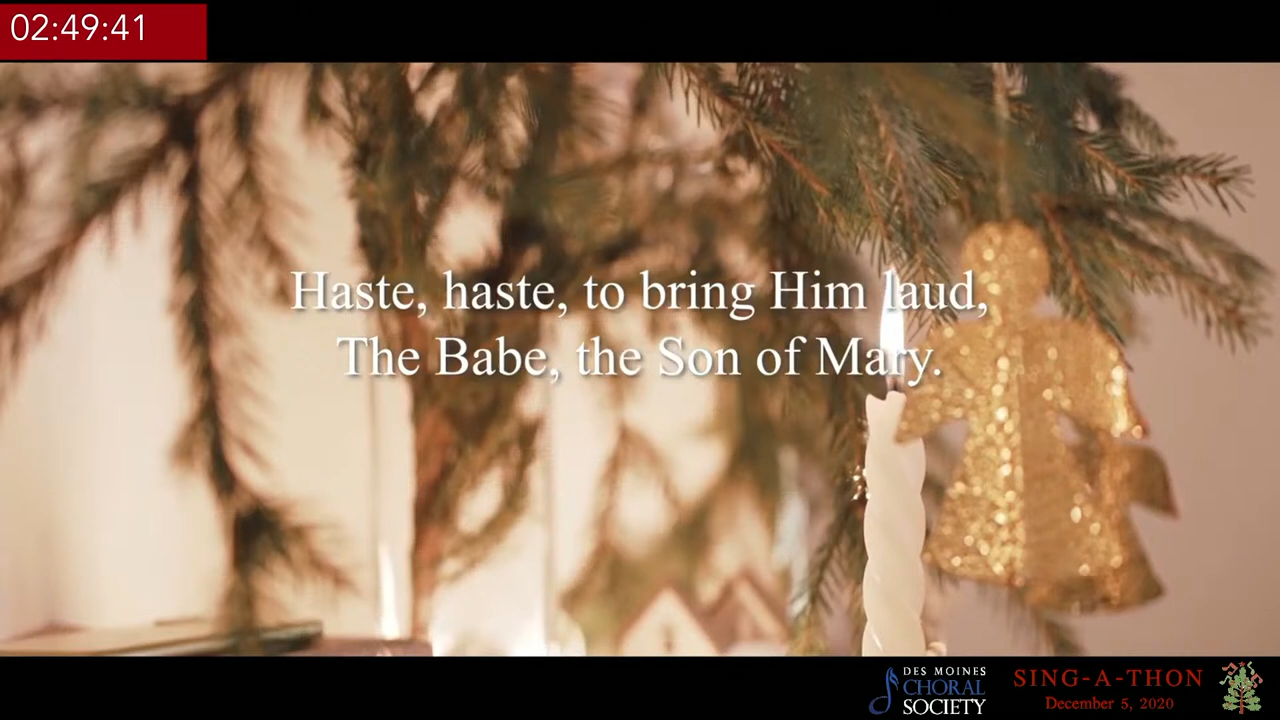 02:49:41
Haste, haste, to bring Him laud,
The Babe, the Son of Mary.
DES MOINES
CHORAL
SOCIETY
SING-A-THON
December 5, 2020